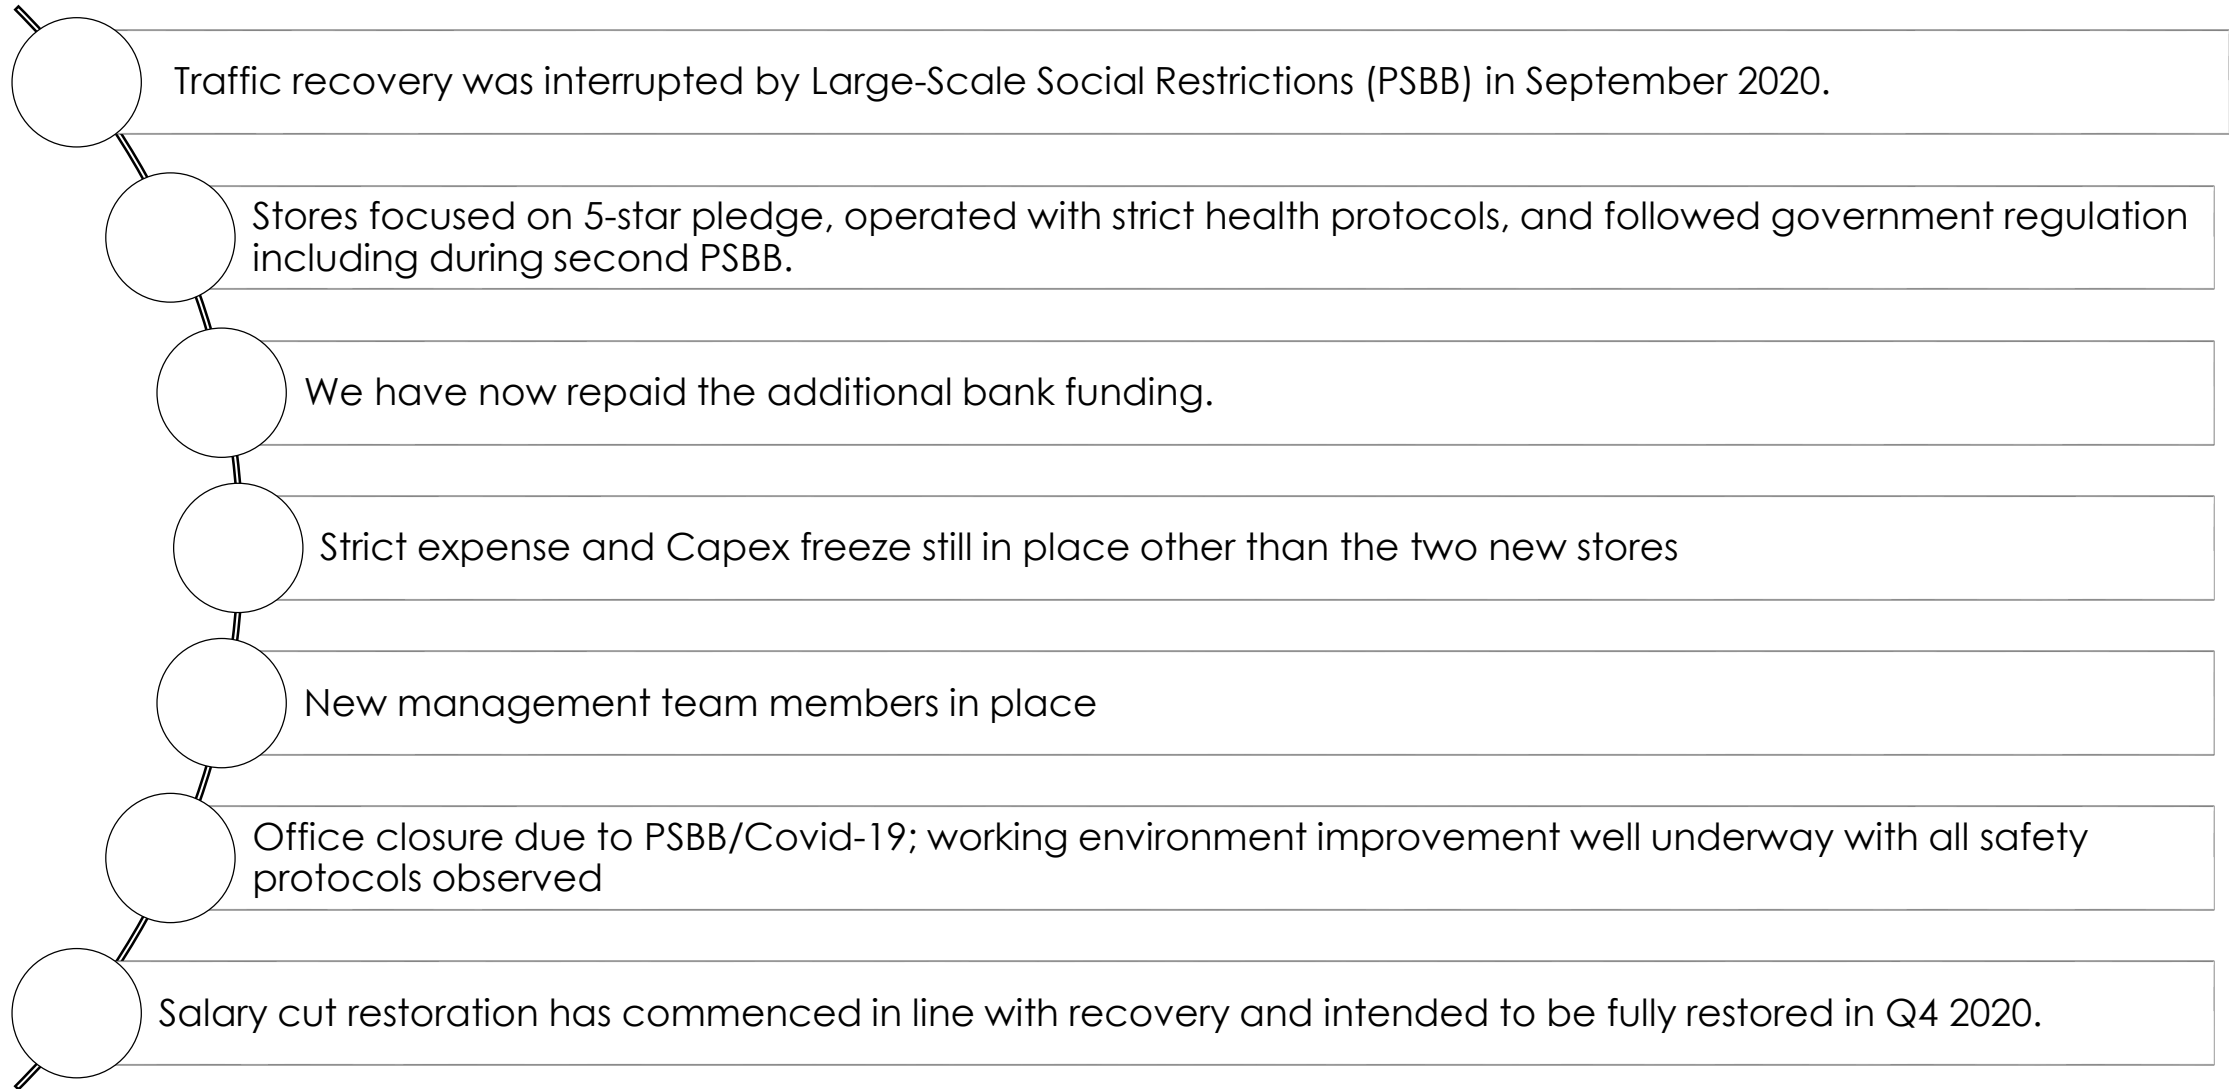 Traffic recovery was interrupted by Large-Scale Social Restrictions (PSBB) in September 2020.
Stores focused on 5-star pledge, operated with strict health protocols, and followed government regulation
including during second PSBB.
We have now repaid the additional bank funding.
Strict expense and Capex freeze still in place other than the two new stores
New management team members in place
Office closure due to PSBB/Covid-19; working environment improvement well underway with all safety
protocols observed
Salary cut restoration has commenced in line with recovery and intended to be fully restored in Q4 2020.